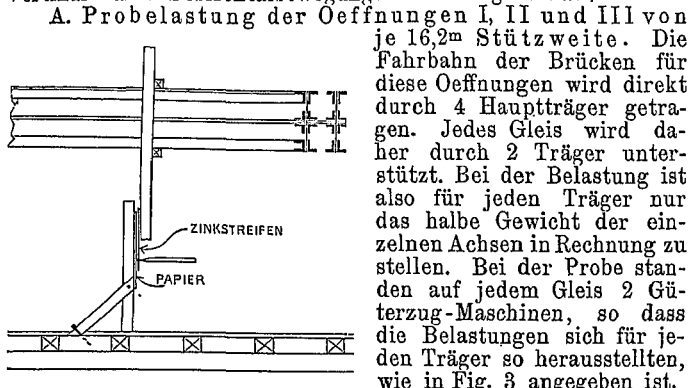 A. Probelastung der Oeffnungen I, II und III von
je 16,2m Stützweite. Die
Fahrbahn der Brücken für
diese Oeffnungen wird direkt
durch 4 Hauptträger getra-
gen. Jedes Gleis wird da-
her durch 2 Träger unter-
stützt. Bei der Belastung ist
also für jeden Träger nur
das halbe Gewicht der ein-
zelnen Achsen in Rechnung zu
stellen. Bei der Probe stan-
den auf jedem Gleis 2 Gü-
terzug-Maschinen, so dass
die Belastungen sich für je-
den Träger so herausstellten,
wie in Fig. 3 angegeben ist.
ZINKSTREIFEN
PAPIER